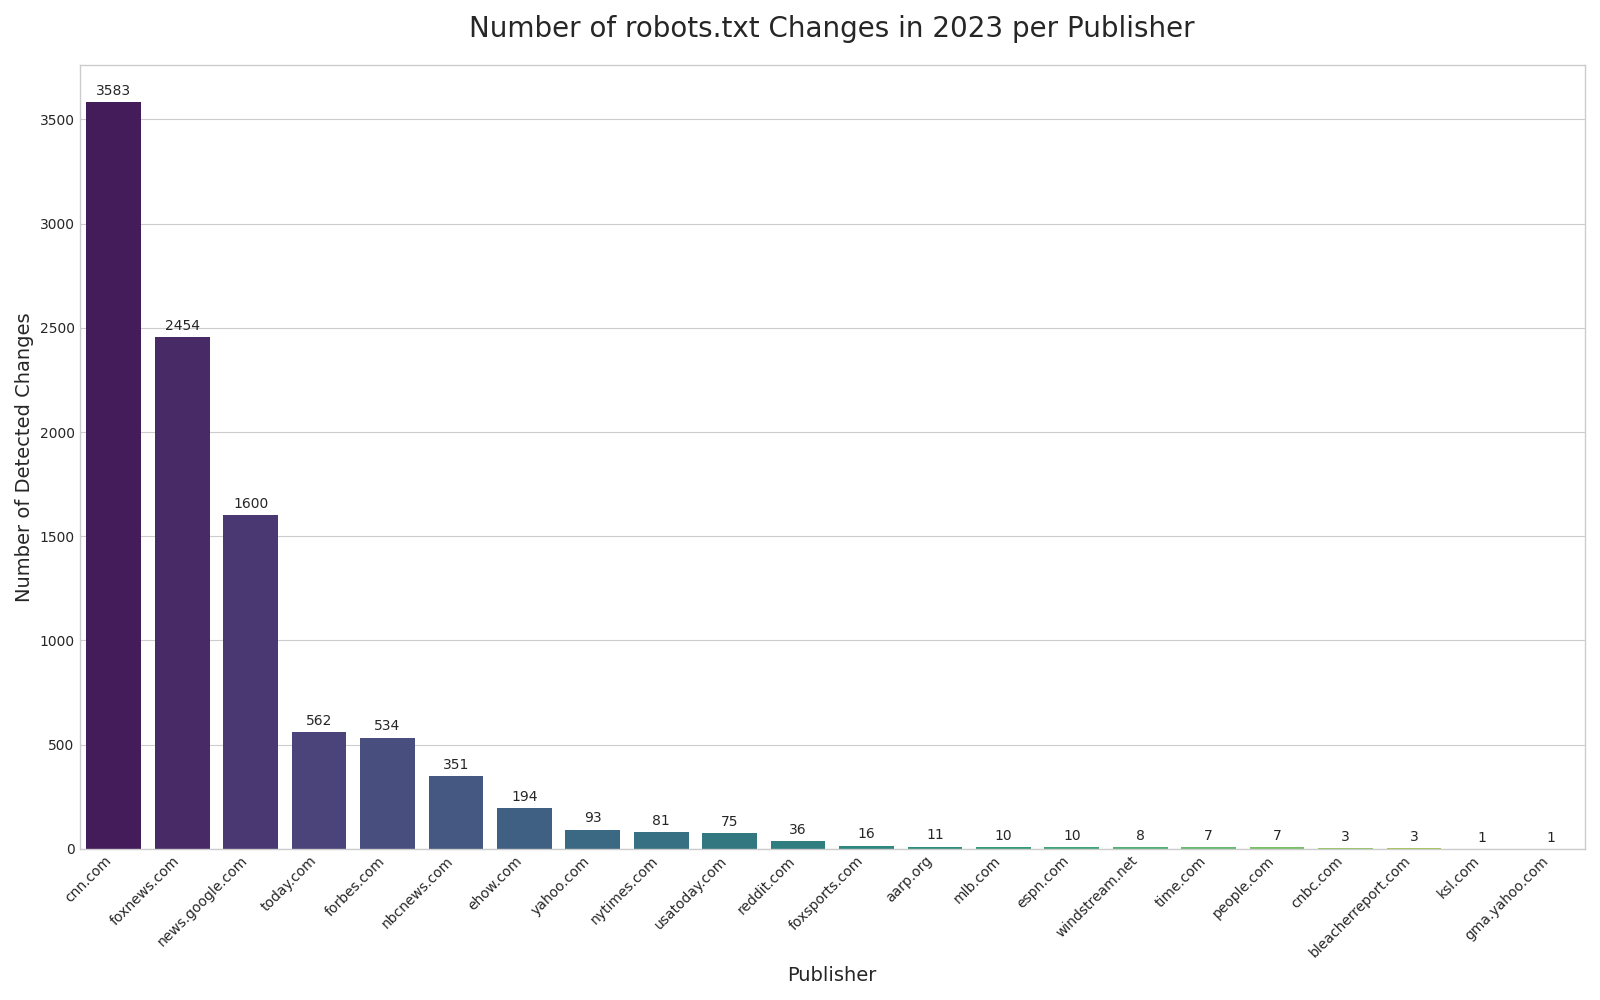 Number of robots.txt Changes in 2023 per Publisher
Number of Detected Changes
3500
3000
2500
2000
1500
1000
500
0
3583
2454
1600
562
534
351
194
93
81
75
36
16
11
10
10
8
7
7
3
3
1
1
cnn.com
foxnews.com
news.google.com
today.com
forbes.com
nbcnews.com
ehow.com
yahoo.com
nytimes.com
usatoday.com
reddit.com
foxsports.com
aarp.org
mlb.com
espn.com
windstream.net
time.com
people.com
cnbc.com
bleacherreport.com
ksl.com
gma.yahoo.com
Publisher